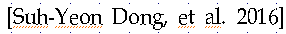 [Suh-Yeon Dong, et al. 2016]